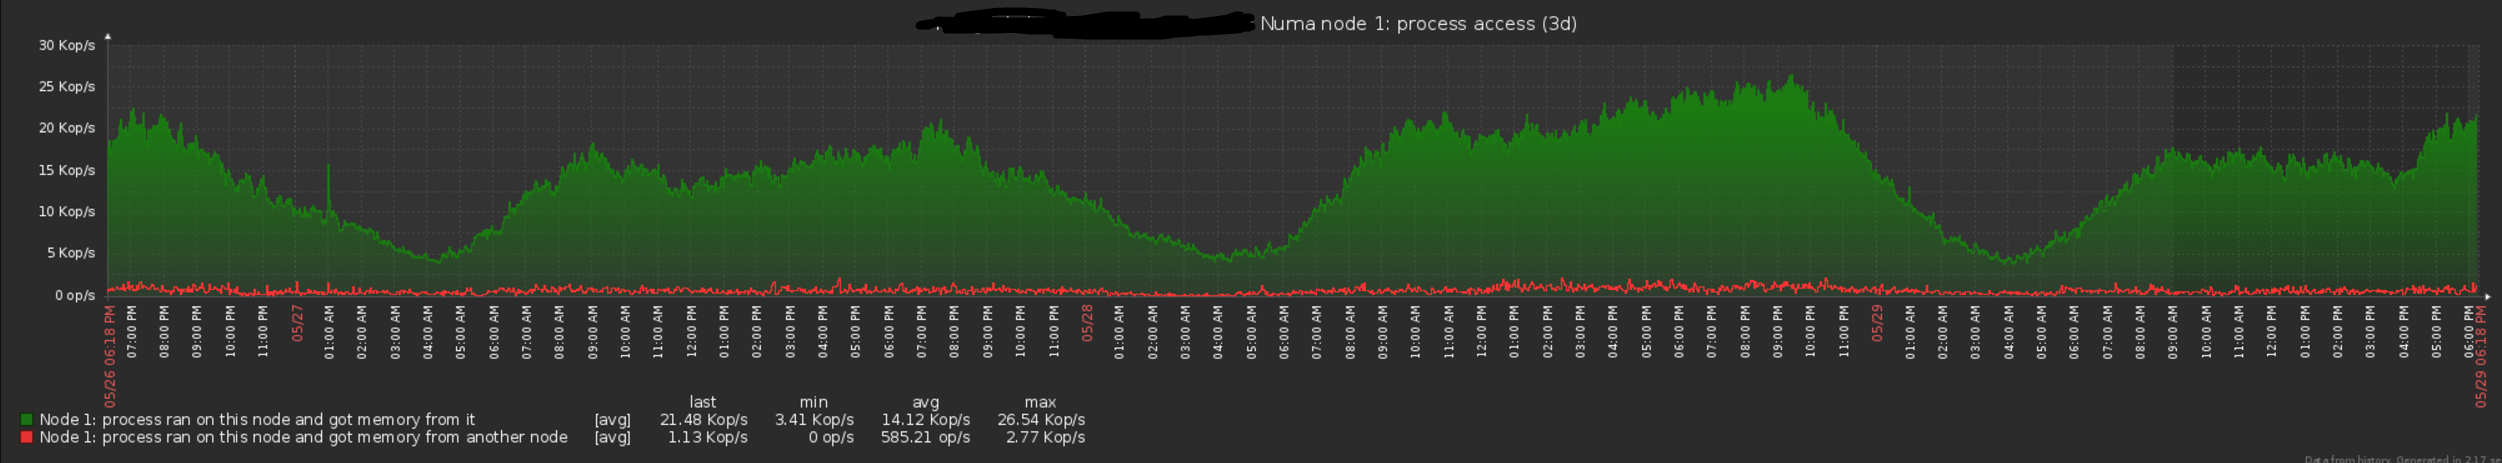 Numa node 1: process access (3d)
30 Kop/s
25 Kop/s
20 Kop/s
15 Kop/s
10 Kop/s
5 Kop/s
0 op/s
05/26 06:18 PM
07:00 PM
08:00 PM
09:00 PM
10:00 PM
11:00 PM
05/27
01:00 AM
02:00 AM
03:00 AM
04:00 AM
05:00 AM
06:00 AM
07:00 AM
08:00 AM
09:00 AM
10:00 AM
11:00 AM
12:00 PM
01:00 PM
02:00 PM
03:00 PM
04:00 PM
05:00 PM
06:00 PM
07:00 PM
08:00 PM
09:00 PM
10:00 PM
11:00 PM
05/28
01:00 AM
02:00 AM
03:00 AM
04:00 AM
05:00 AM
06:00 AM
07:00 AM
08:00 AM
09:00 AM
10:00 AM
11:00 AM
12:00 PM
01:00 PM
02:00 PM
03:00 PM
04:00 PM
05:00 PM
06:00 PM
07:00 PM
08:00 PM
09:00 PM
10:00 PM
11:00 PM
05/29
01:00 AM
02:00 AM
03:00 AM
04:00 AM
05:00 AM
06:00 AM
07:00 AM
08:00 AM
09:00 AM
10:00 AM
11:00 AM
12:00 PM
01:00 PM
02:00 PM
03:00 PM
04:00 PM
05:00 PM
06:00 PM
05/29 06:18 PM
last min avg max
Node 1: process ran on this node and got memory from it [avg] 21.48 Kop/s 3.41 Kop/s 14.12 Kop/s 26.54 Kop/s
Node 1: process ran on this node and got memory from another node [avg] 1.13 Kop/s 0 op/s 585.21 op/s 2.77 Kop/s
Data from history. Generated in